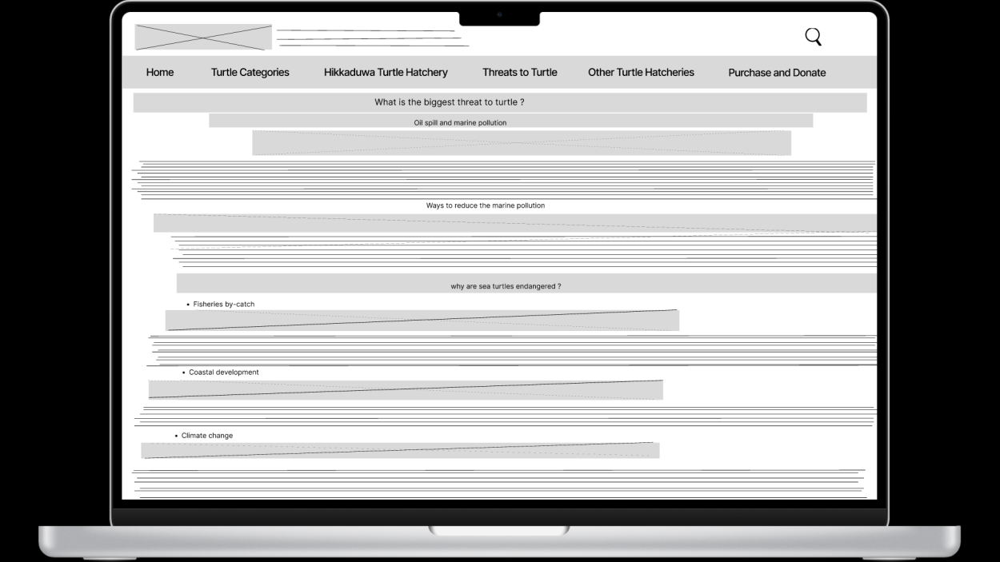 Home Turtle Categories Hikkaduwa Turtle Hatchery Threats to Turtle Other Turtle Hatcheries Purchase and Donate
What is the biggest threat to turtle ?
Oil spill and marine pollution
Ways to reduce the marine pollution
why are sea turtles endangered ?
• Fisheries by-catch
• Coastal development
• Climate change